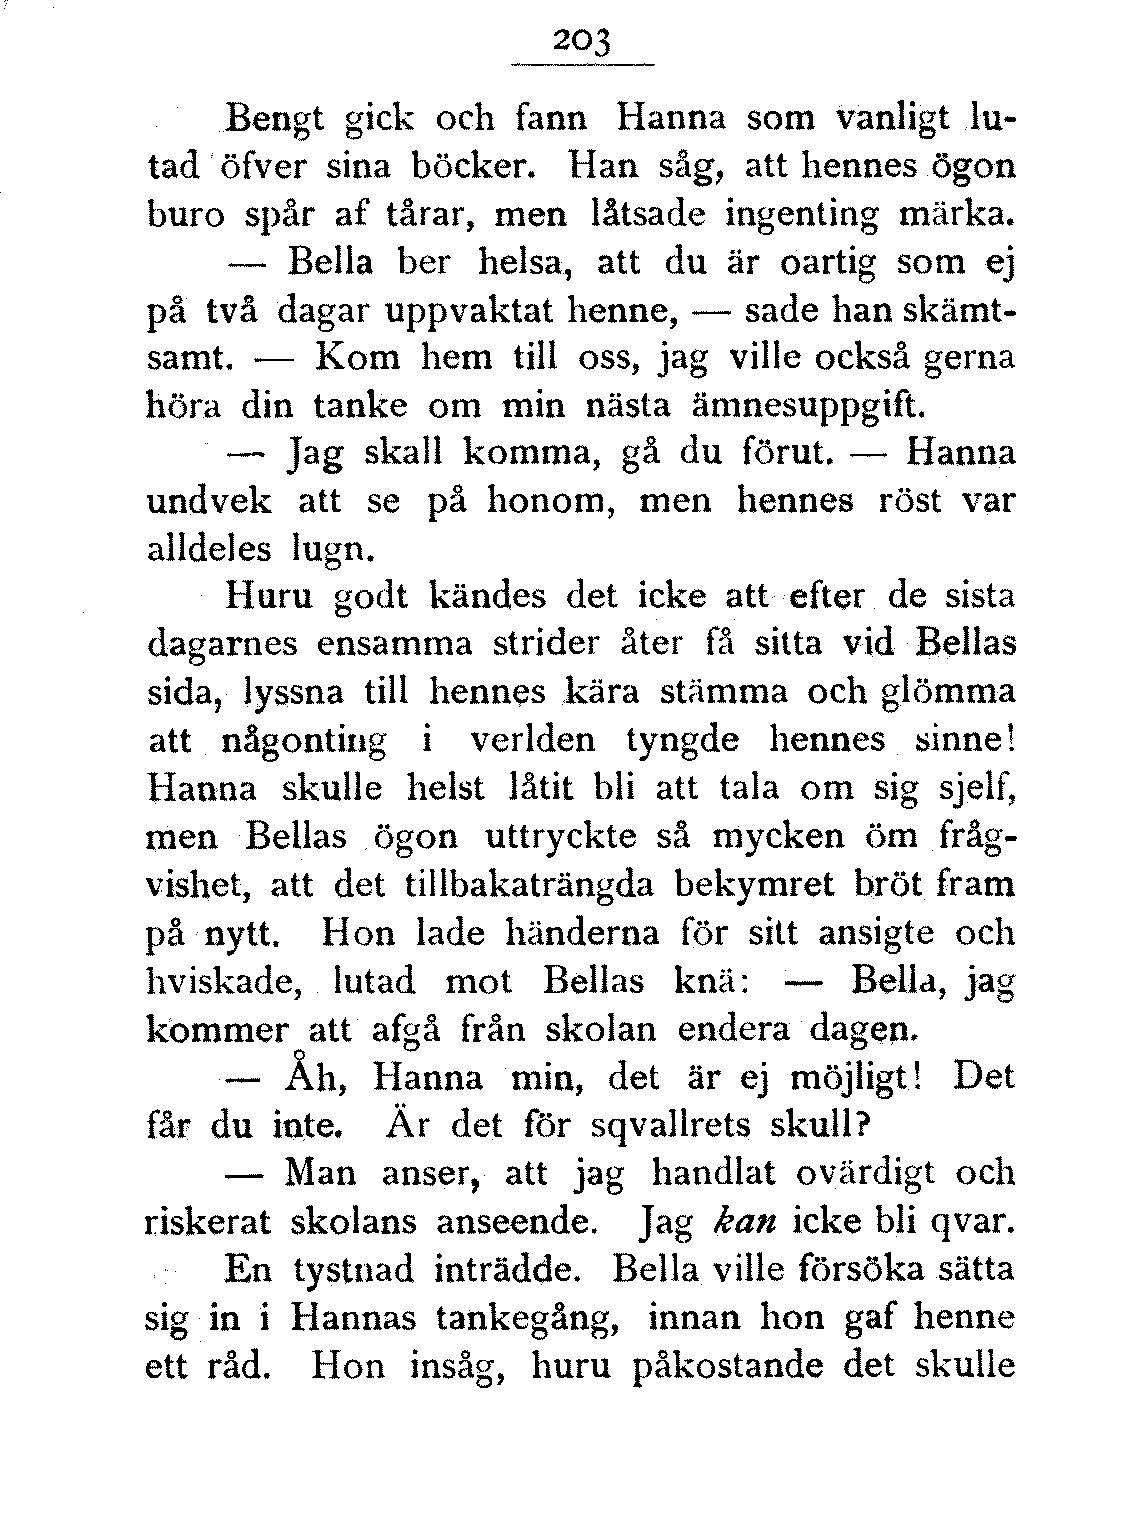 203
Bengt gick och fann Hanna som vanligt lu-
tad öfver sina böcker. Han såg, att hennes ögon
buro spår af tårar, men låtsade ingenting märka.
— Bella ber helsa, att du är oartig som ej
på två dagar uppvaktat henne, — sade han skämt-
samt. — Kom hem till oss, jag ville också gerna
höra din tanke om min nästa ämnesuppgift.
— Jag skall komma, gå du förut. — Hanna
undvek att se på honom, men hennes röst var
alldeles lugn.
Huru godt kändes det icke att efter de sista
dagarnes ensamma strider åter få sitta vid Bellas
sida, lyssna till hennes kära stämma och glömma
att någonting i verlden tyngde hennes sinne!
Hanna skulle helst låtit bli att tala om sig sjelf,
men Bellas ögon uttryckte så mycken öm fråg-
vishet, att det tillbakaträngda bekymret bröt fram
på nytt. Hon lade händerna för sitt ansigte och
hviskade, lutad mot Bellas knä: — Bella, jag
kommer att afgå från skolan endera dagen.
— Åh, Hanna min, det är ej möjligt! Det
får du inte. Är det för sqvallrets skull?
— Man anser, att jag handlat ovärdigt och
riskerat skolans anseende. Jag kan icke bli qvar.
En tystnad inträdde. Bella ville försöka sätta
sig in i Hannas tankegång, innan hon gaf henne
ett råd. Hon insåg, huru påkostande det skulle